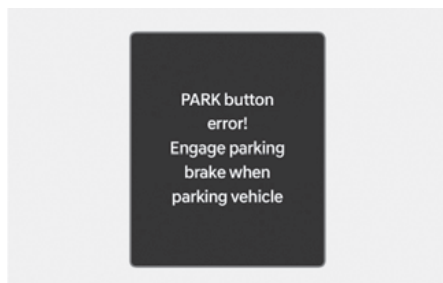 PARK button
error!
Engage parking
brake when
parking vehicle